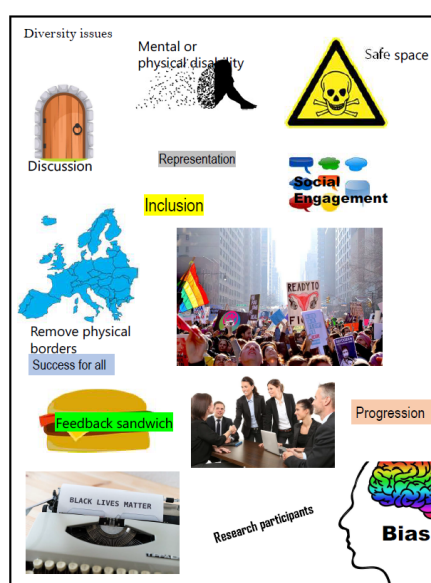 Diversity issues
Mental or
physical disability
Safe space
Discussion
Representation
Social
Engagement
Inclusion
READY TO
Remove physical
borders
Success for all
Feedback sandwich
Progression
BLACK LIVES MATTER
Research participants
Bias